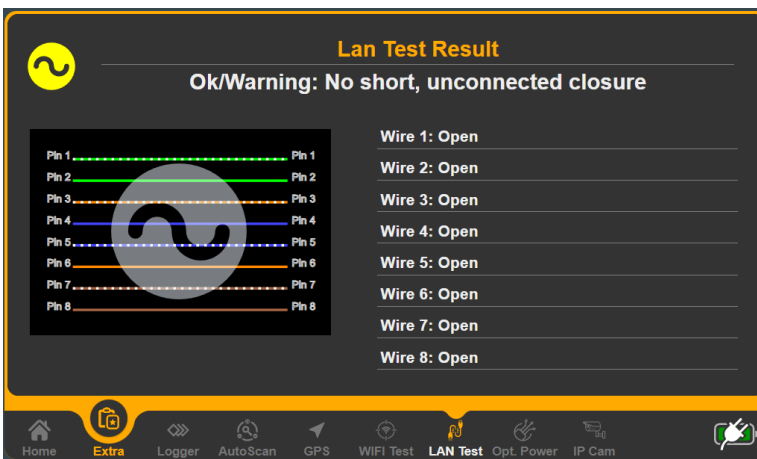 Lan Test Result
Ok/Warning: No short, unconnected closure
Pin 1 Pin 1
Pin 2 Pin 2
Pin 3 Pin 3
Pin 4 Pin 4
Pin 5 Pin 5
Pin 6 Pin 6
Pin 7 Pin 7
Pin 8 Pin 8
Wire 1: Open
Wire 2: Open
Wire 3: Open
Wire 4: Open
Wire 5: Open
Wire 6: Open
Wire 7: Open
Wire 8: Open
Home Extra Logger AutoScan GPS WIFI Test LAN Test Opt. Power IP Cam